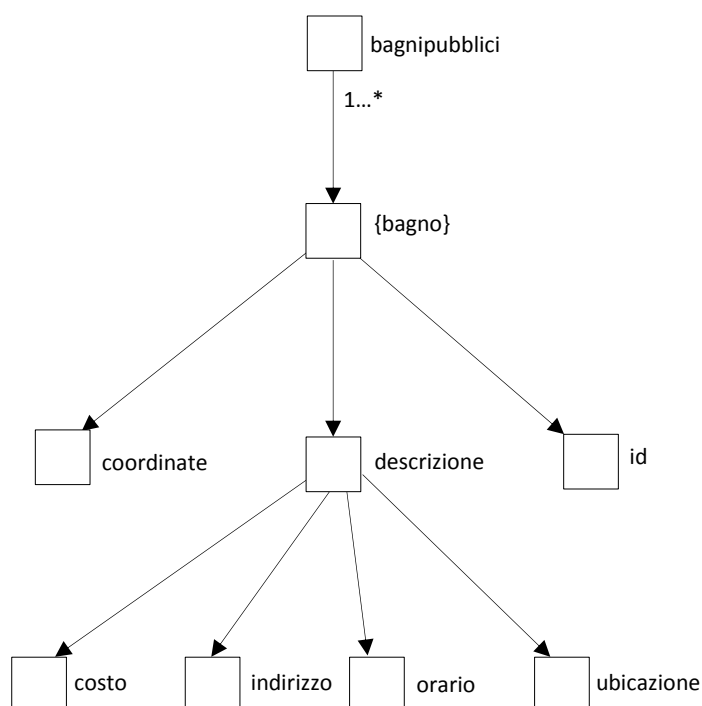 bagnipubblici
1...*
{bagno}
coordinate
descrizione
id
costo
indirizzo
orario
ubicazione